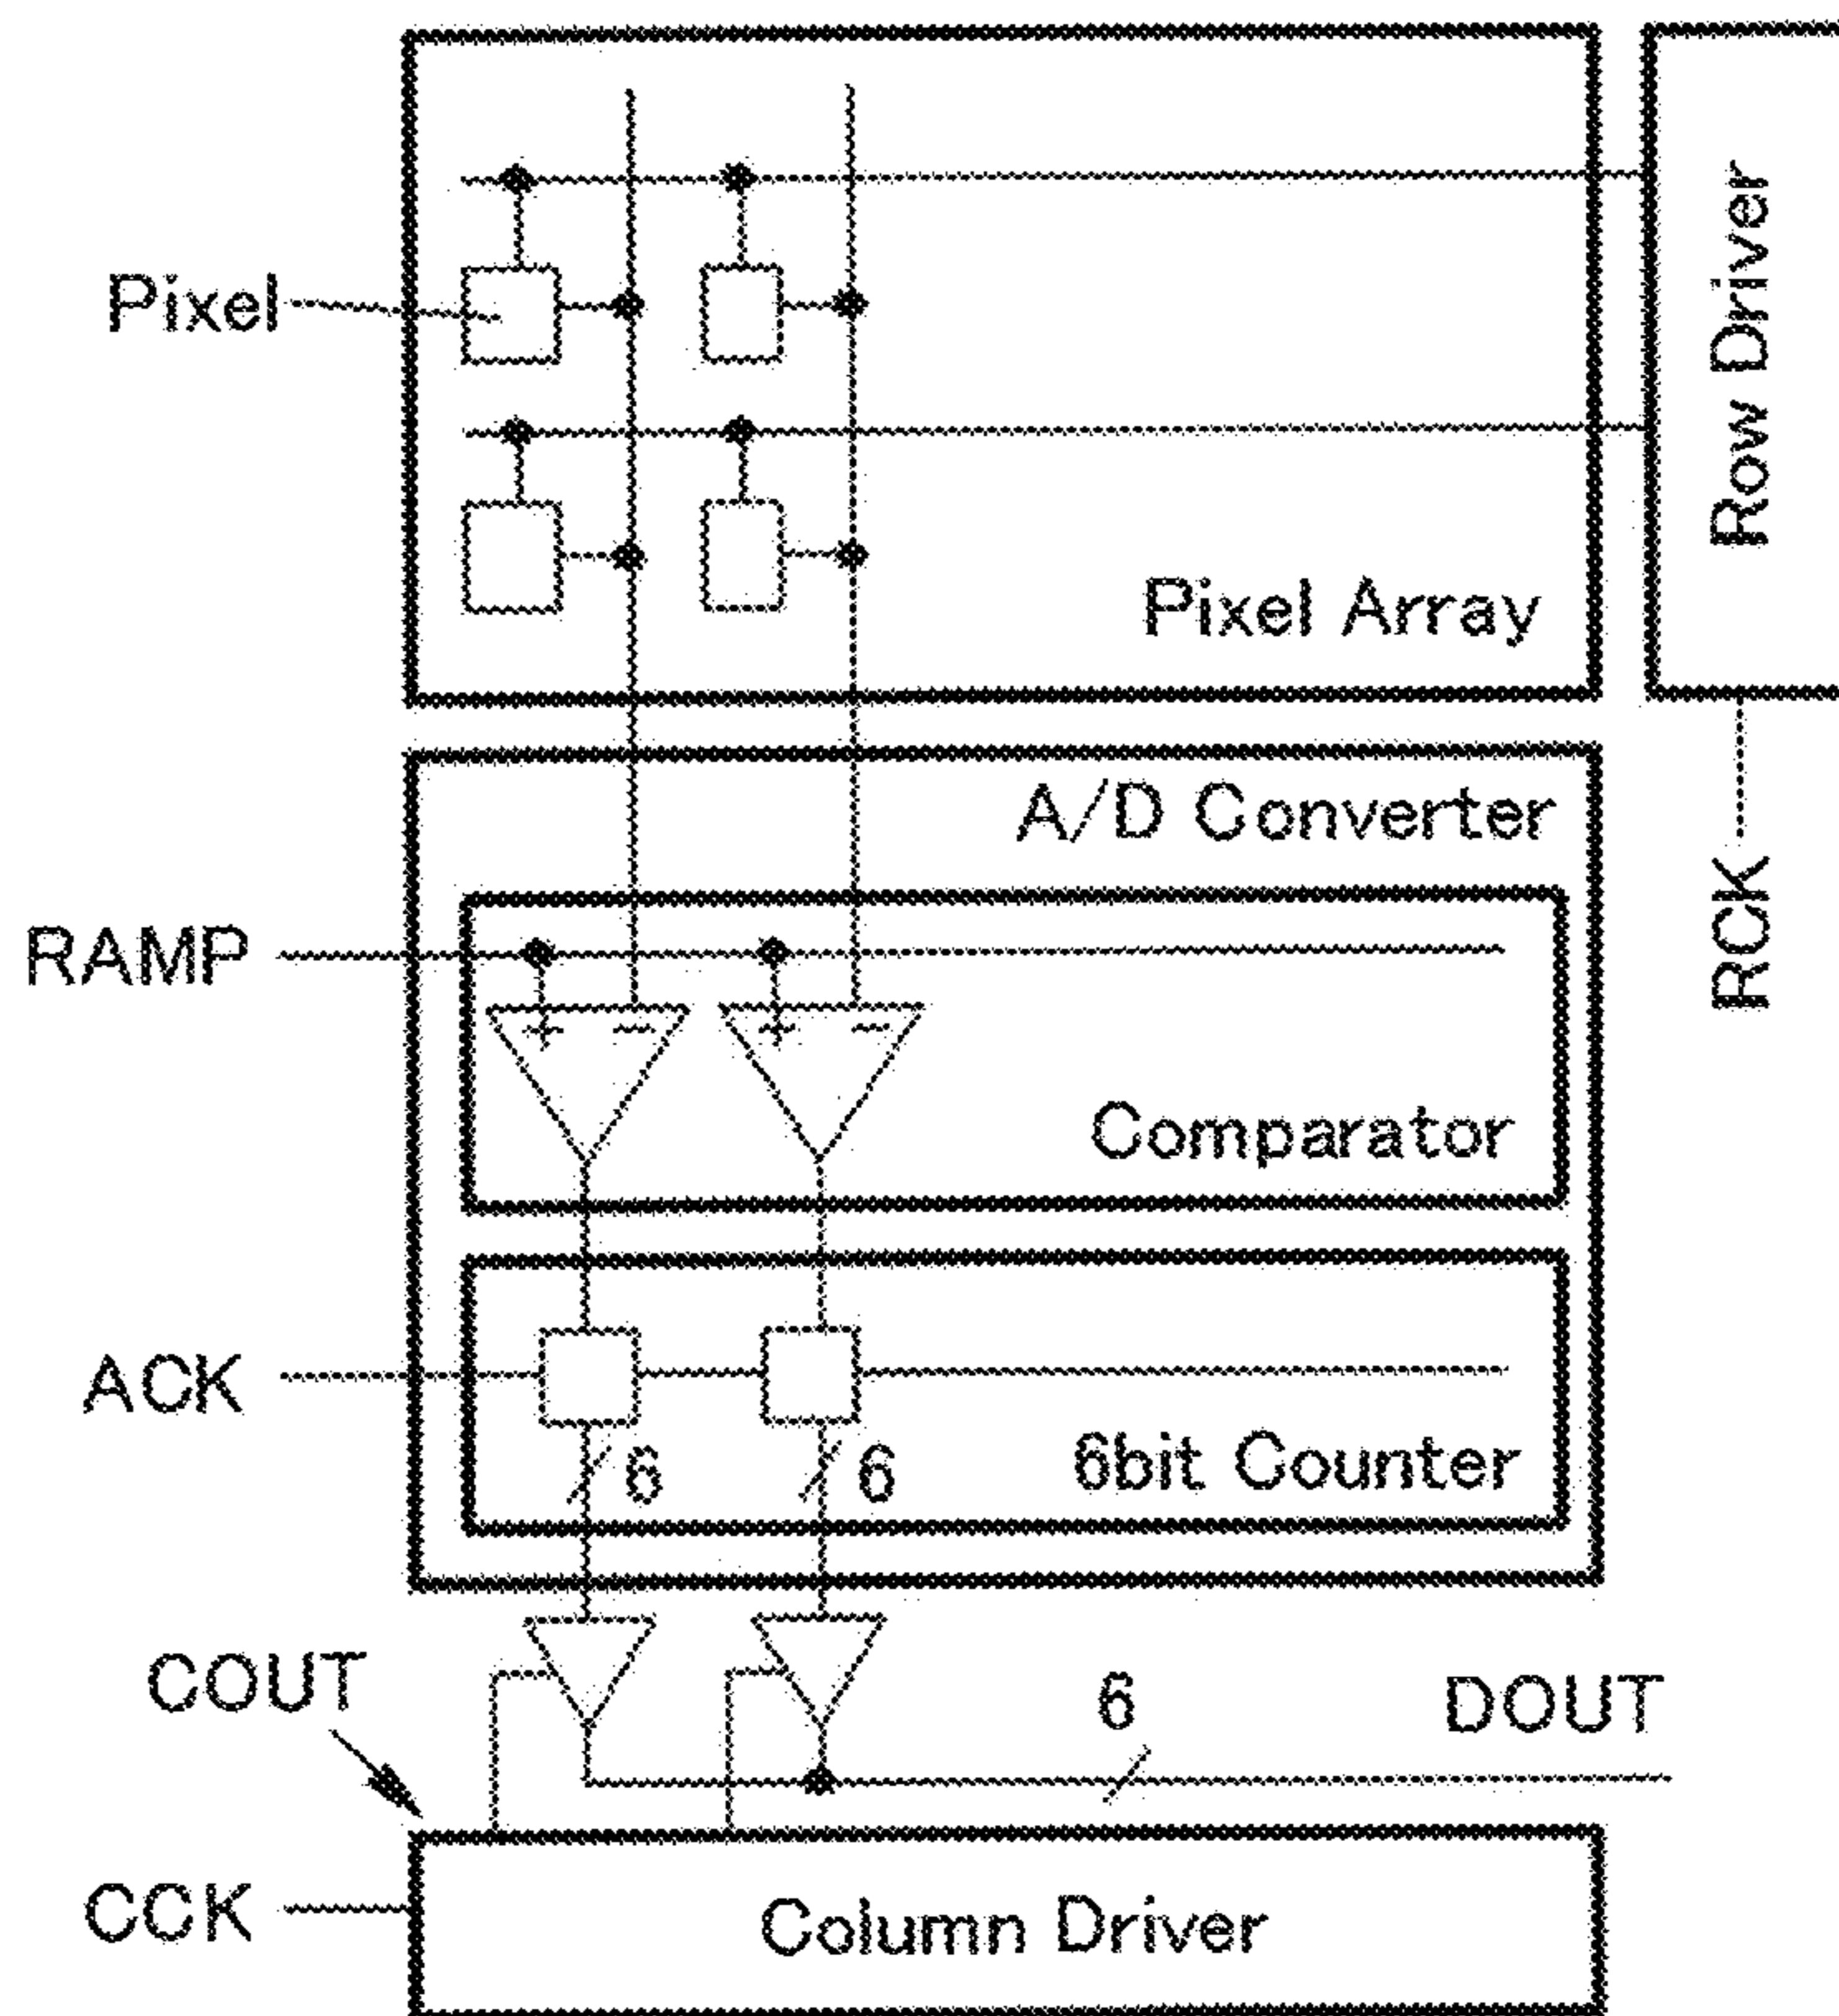 Row Driver
Pixel
Pixel Array
A/D Converter
RAMP
RCK
Comparator
ACK
6
6
6bit Counter
COUT
6
DOUT
CCK
Column Driver